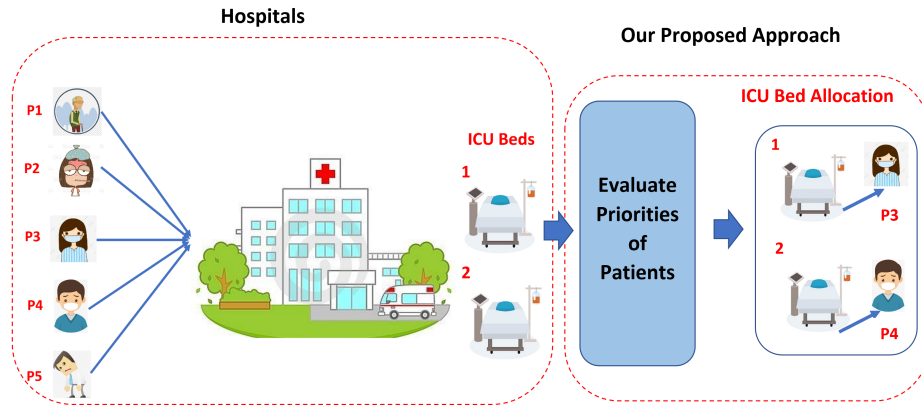 Hospitals
Our Proposed Approach
P1
P2
P3
P4
P5
ICU Beds
1
2
Evaluate
Priorities
of
Patients
ICU Bed Allocation
1
P3
2
P4